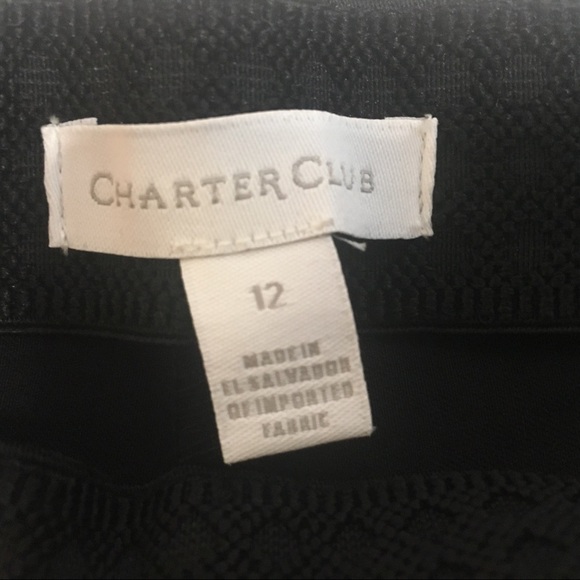 CHARTER CLUB
12
MADE IN
EL SALVADOR
OF IMPORTED
FABRIC